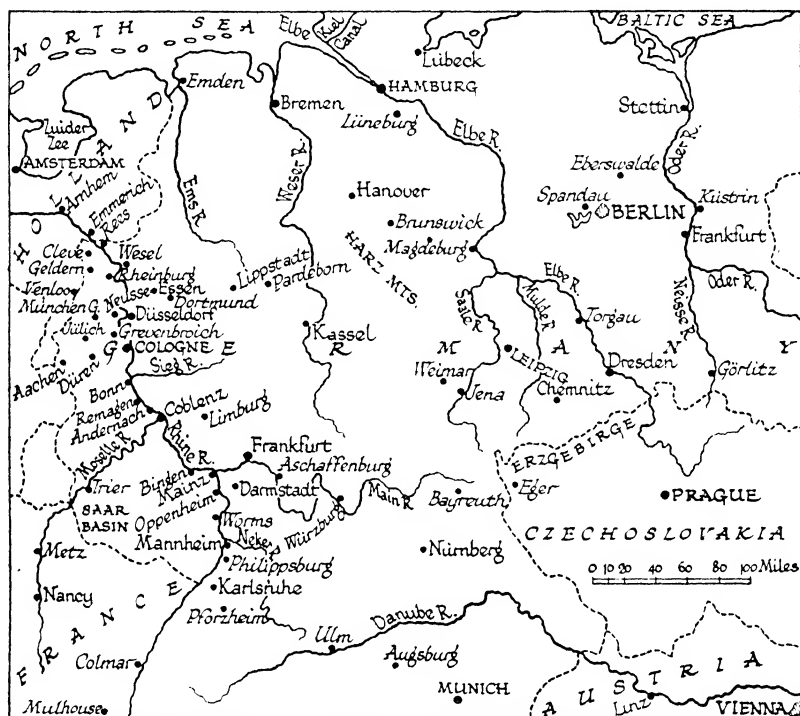 NORTH SEA
BALTIC SEA
Elbe
Kiel
Canal
Lübeck
Emden
HAMBURG
Bremen
Lüneburg
Stettin
Zuider
Zee
Elbe R.
Oder R.
AMSTERDAM
HOLLAND
Weser R.
Eberswalde
Arnhem
Ems R.
Hanover
Spandau
BERLIN
Küstrin
Emmerich
Rees
Brunswick
Magdeburg
Frankfurt
Cleve
Wesel
HARZ MTS.
Geldern
Rheinburg
Lippstadt
Pardeborn
Elbe R.
Oder R.
Venloo
Neusse
Essen
Dortmund
Saale R.
Mulde R.
Neisse R.
München G.
Düsseldorf
Torgau
Jülich
Grevenbroich
Kassel
GERMANY
COLOGNE
LEIPZIG
Sieg R.
Weimar
Dresden
Görlitz
Aachen
Düren
Jena
Chemnitz
Bonn
Remagen
Coblenz
Limburg
Andernach
ERZGEBIRGE
Moselle R.
Rhine R.
Frankfurt
Aschaffenburg
Trier
Bingen
Mainz
Darmstadt
Main R.
Bayreuth
Eger
PRAGUE
SAAR
BASIN
Oppenheim
Worms
Würzburg
CZECHOSLOVAKIA
Metz
Mannheim
Neker
Nürnberg
Philippsburg
0 10 20 40 60 80 100 Miles
Nancy
Karlsruhe
FRANCE
Pforzheim
Danube R.
Ulm
Colmar
Augsburg
AUSTRIA
MUNICH
Linz
VIENNA
Mulhouse